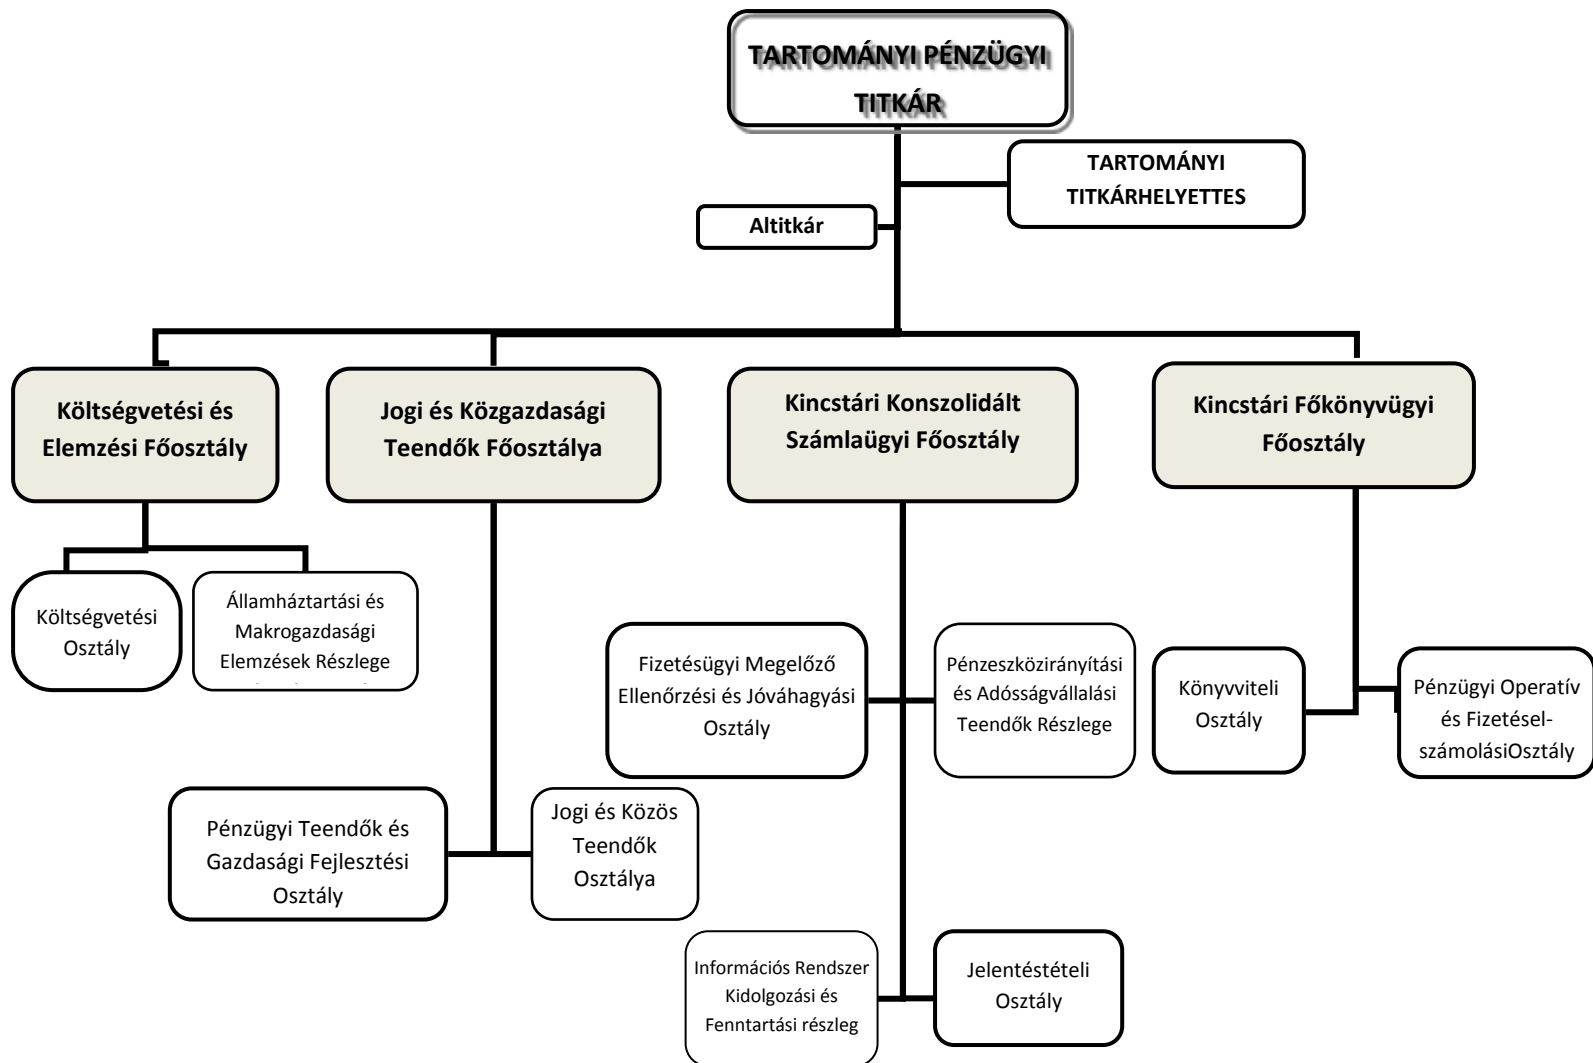 TARTOMÁNYI PÉNZÜGYI
TITKÁR
TARTOMÁNYI
TITKÁRHELYETTES
Altitkár
Költségvetési és
Elemzési Főosztály
Jogi és Közgazdasági
Teendők Főosztálya
Kincstári Konszolidált
Számlaügyi Főosztály
Kincstári Főkönyvügyi
Főosztály
Költségvetési
Osztály
Államháztartási és
Makrogazdasági
Elemzések Részlege
Fizetésügyi Megelőző
Ellenőrzési és Jóváhagyási
Osztály
Pénzeszközirányítási
és Adósságvállalási
Teendők Részlege
Könyvviteli
Osztály
Pénzügyi Operatív
és Fizetésel-
számolásiOsztály
Pénzügyi Teendők és
Gazdasági Fejlesztési
Osztály
Jogi és Közös
Teendők
Osztálya
Információs Rendszer
Kidolgozási és
Fenntartási részleg
Jelentéstételi
Osztály